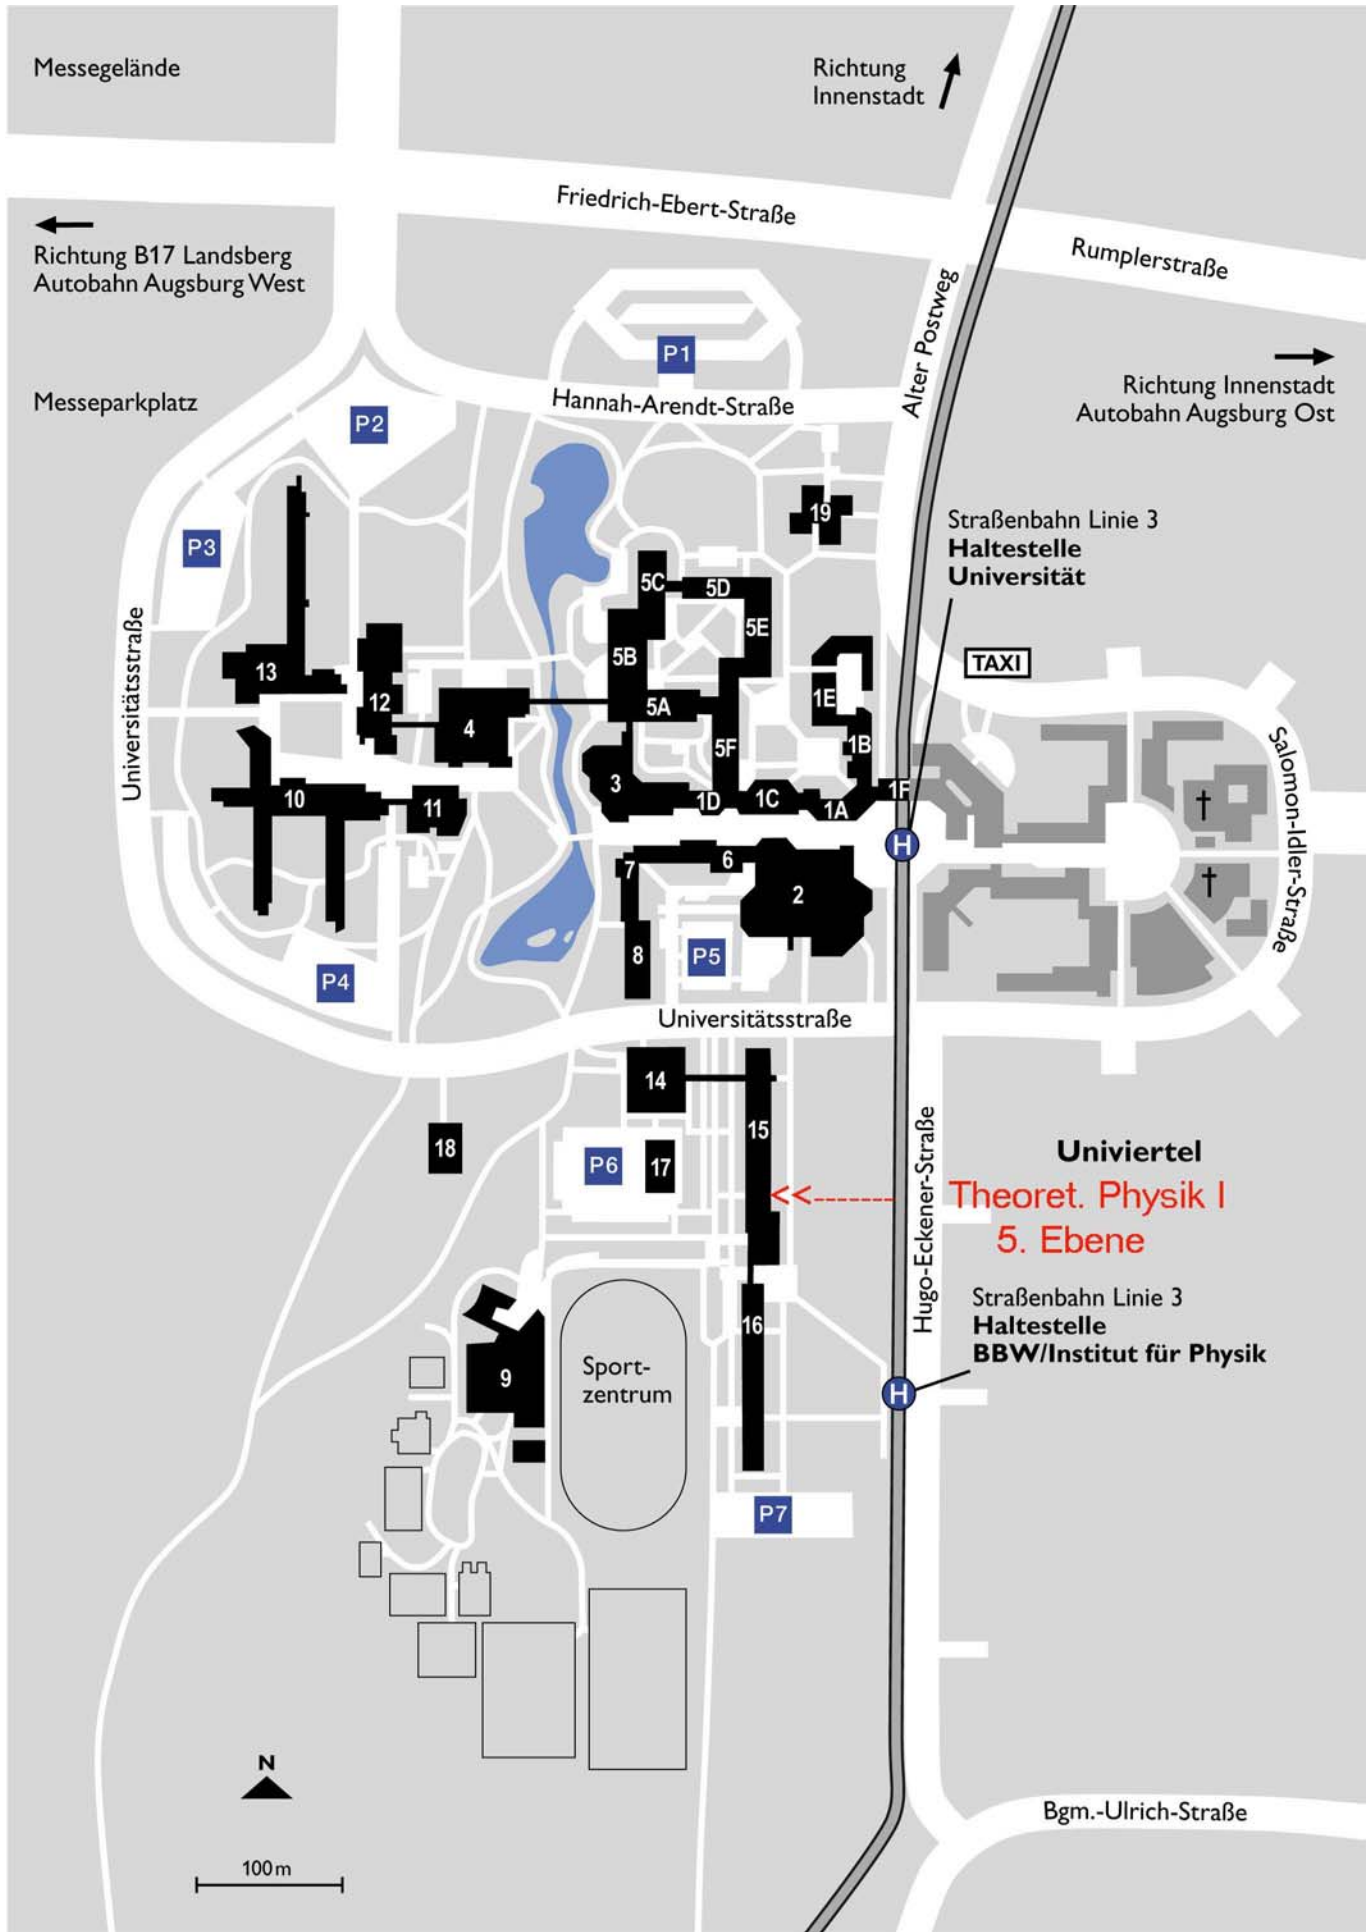 Messegelände
Richtung
Innenstadt
Friedrich-Ebert-Straße
Rumplerstraße
Richtung B17 Landsberg
Autobahn Augsburg West
Alter Postweg
P1
Richtung Innenstadt
Autobahn Augsburg Ost
Messeparkplatz
Hannah-Arendt-Straße
P2
19
Straßenbahn Linie 3
Haltestelle
Universität
P3
5C
5D
5E
5B
TAXI
13
12
1E
5A
4
5F
1B
Universitätsstraße
Salomon-Idler-Straße
3
1F
10
11
1D
1C
1A
H
6
7
2
8
P5
P4
Universitätsstraße
14
15
18
P6
17
Hugo-Eckener-Straße
Univiertel
Theoret. Physik I
5. Ebene
Straßenbahn Linie 3
Haltestelle
BBW/Institut für Physik
16
9
Sport-
zentrum
H
P7
N
Bgm.-Ulrich-Straße
100 m